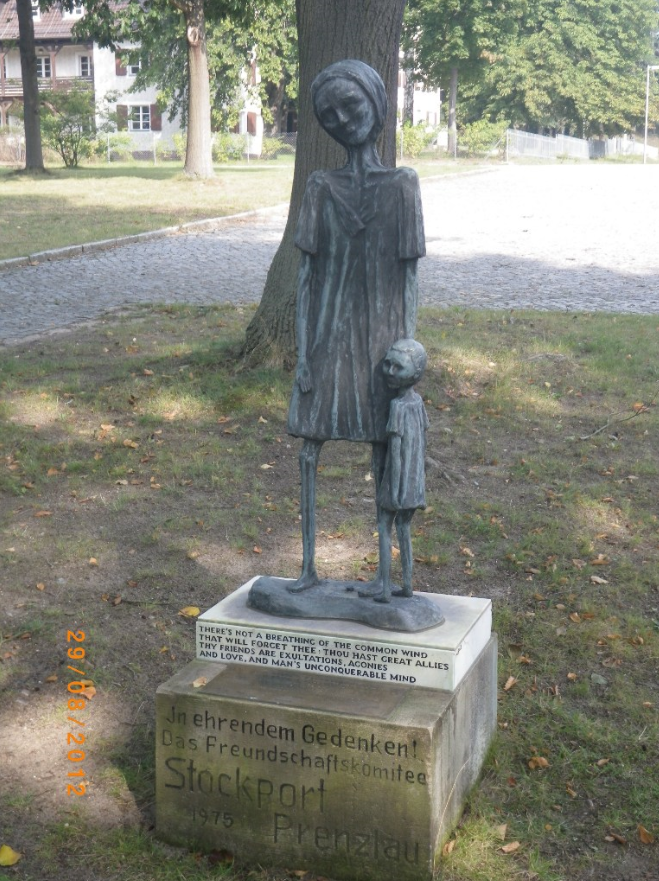 THERE'S NOT A BREATHING OF THE COMMON WIND
THAT WILL FORGET THEE: THOU HAST GREAT ALLIES
THY FRIENDS ARE EXULTATIONS, AGONIES
AND LOVE, AND MAN'S UNCONQUERABLE MIND
Jn ehrendem Gedenken!
Das Freundschaftskomitee
Stockport
1975 Prenzlau
29/08/2012